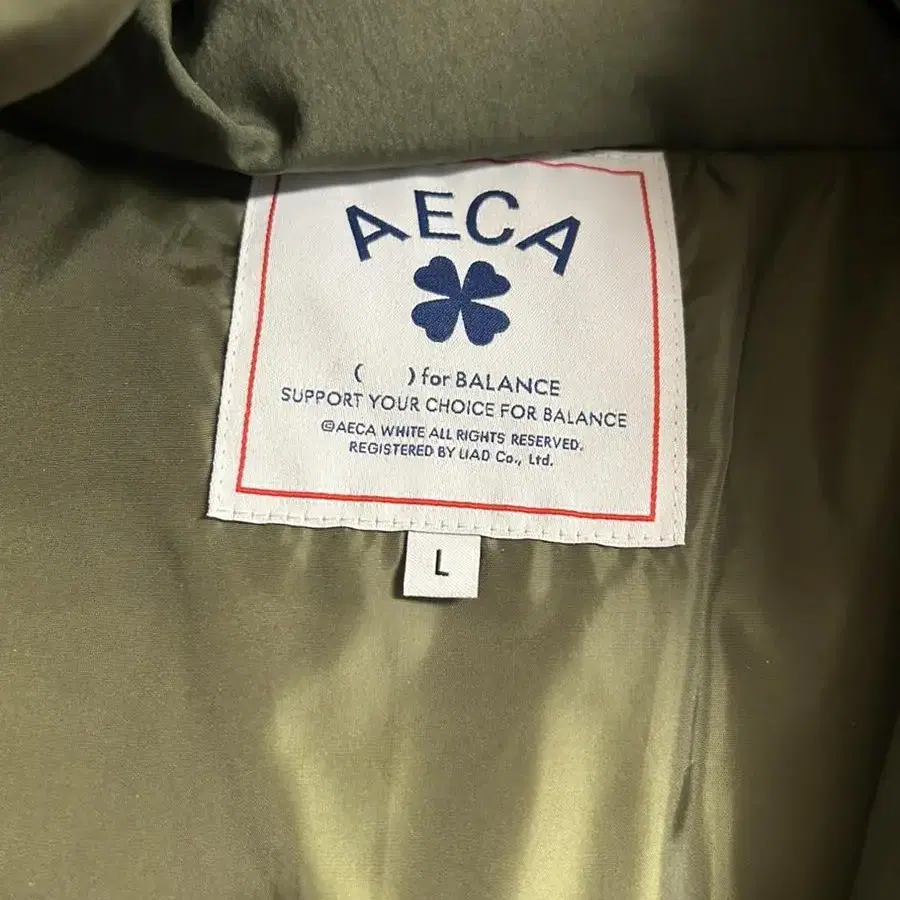 AECA
( ) for BALANCE
SUPPORT YOUR CHOICE FOR BALANCE
©AECA WHITE ALL RIGHTS RESERVED.
REGISTERED BY LIAD Co., Ltd.
L